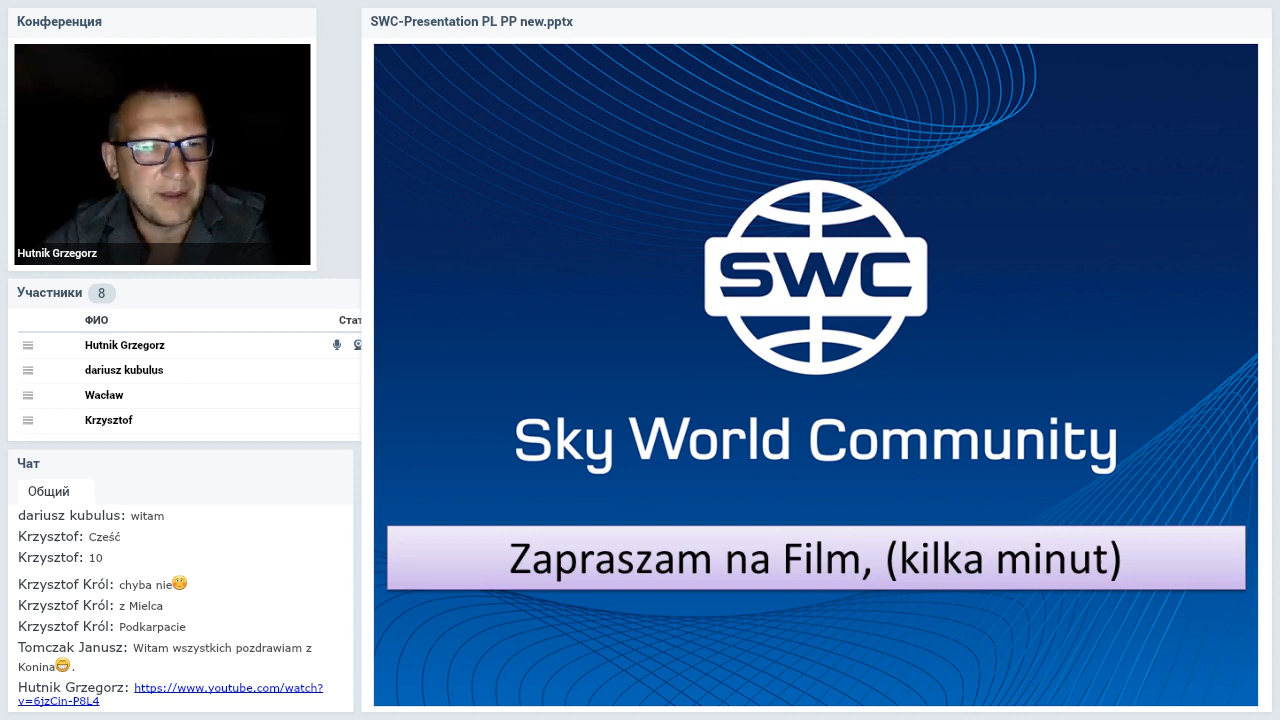 Конференция
Hutnik Grzegorz
Участники 8
ФИО Стат
Hutnik Grzegorz
dariusz kubulus
Wacław
Krzysztof
Чат
Общий
dariusz kubulus: witam
Krzysztof: Cześć
Krzysztof: 10
Krzysztof Król: chyba nie
Krzysztof Król: z Mielca
Krzysztof Król: Podkarpacie
Tomczak Janusz: Witam wszystkich pozdrawiam z
Konina.
Hutnik Grzegorz: https://www.youtube.com/watch?
v=6jzCin-P8L4
SWC-Presentation PL PP new.pptx
SWC
Sky World Community
Zapraszam na Film, (kilka minut)